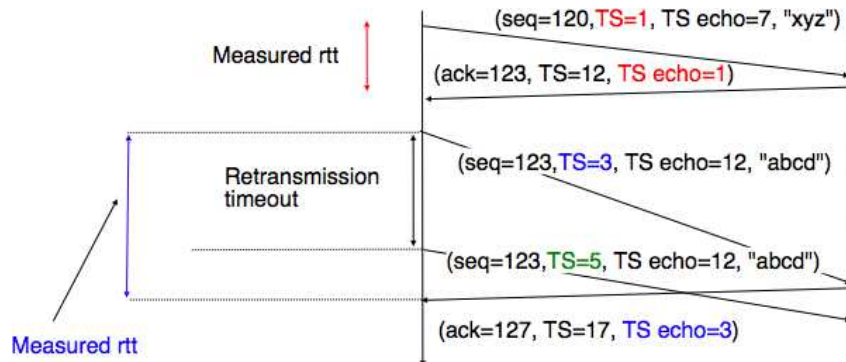 (seq=120,TS=1, TS echo=7, "xyz")
Measured rtt
(ack=123, TS=12, TS echo=1)
(seq=123,TS=3, TS echo=12, "abcd")
Retransmission
timeout
(seq=123,TS=5, TS echo=12, "abcd")
(ack=127, TS=17, TS echo=3)
Measured rtt